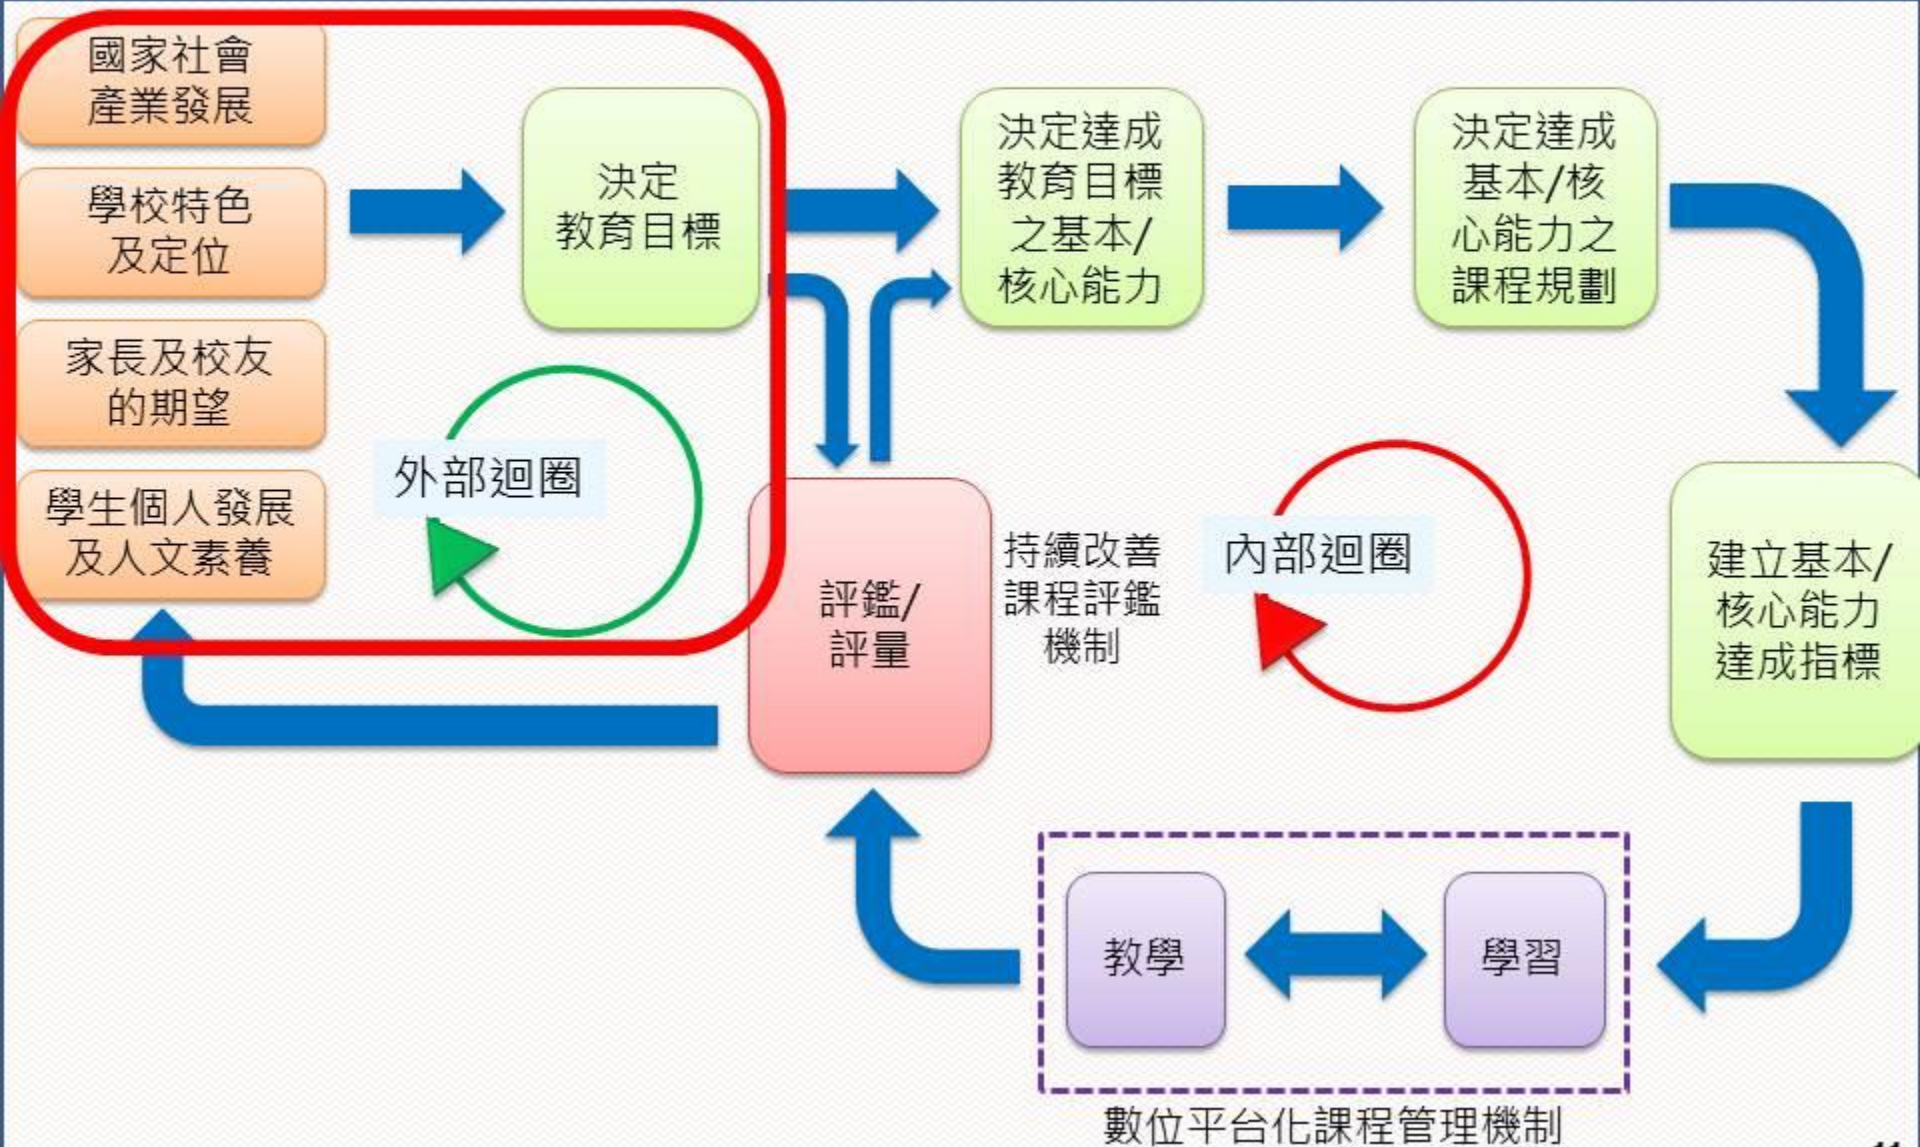 國家社會
產業發展
學校特色
及定位
家長及校友
的期望
學生個人發展
及人文素養
決定
教育目標
決定達成
教育目標
之基本/
核心能力
決定達成
基本/核
心能力之
課程規劃
外部迴圈
評鑑/
評量
持續改善
課程評鑑
機制
內部迴圈
建立基本/
核心能力
達成指標
教學
學習
數位平台化課程管理機制